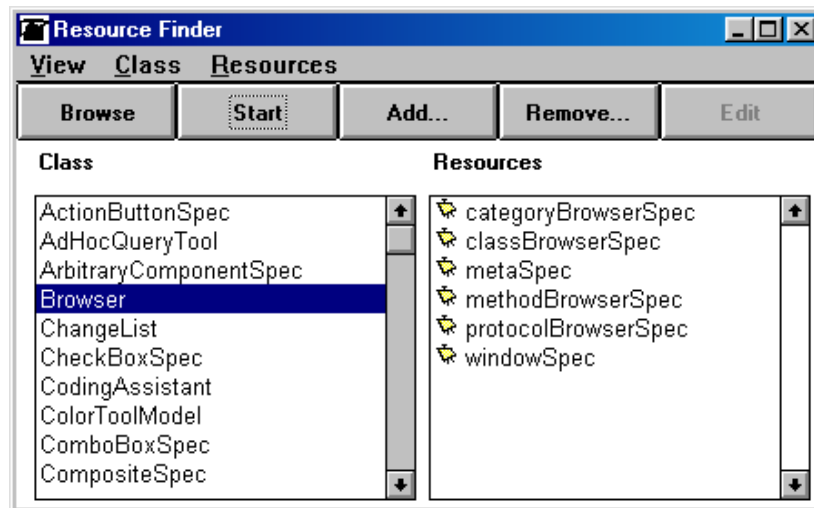 Resource Finder
View Class Resources
Browse Start Add... Remove... Edit
Class Resources
ActionButtonSpec
AdHocQueryTool
ArbitraryComponentSpec
Browser
ChangeList
CheckBoxSpec
CodingAssistant
ColorToolModel
ComboBoxSpec
CompositeSpec
categoryBrowserSpec
classBrowserSpec
metaSpec
methodBrowserSpec
protocolBrowserSpec
windowSpec